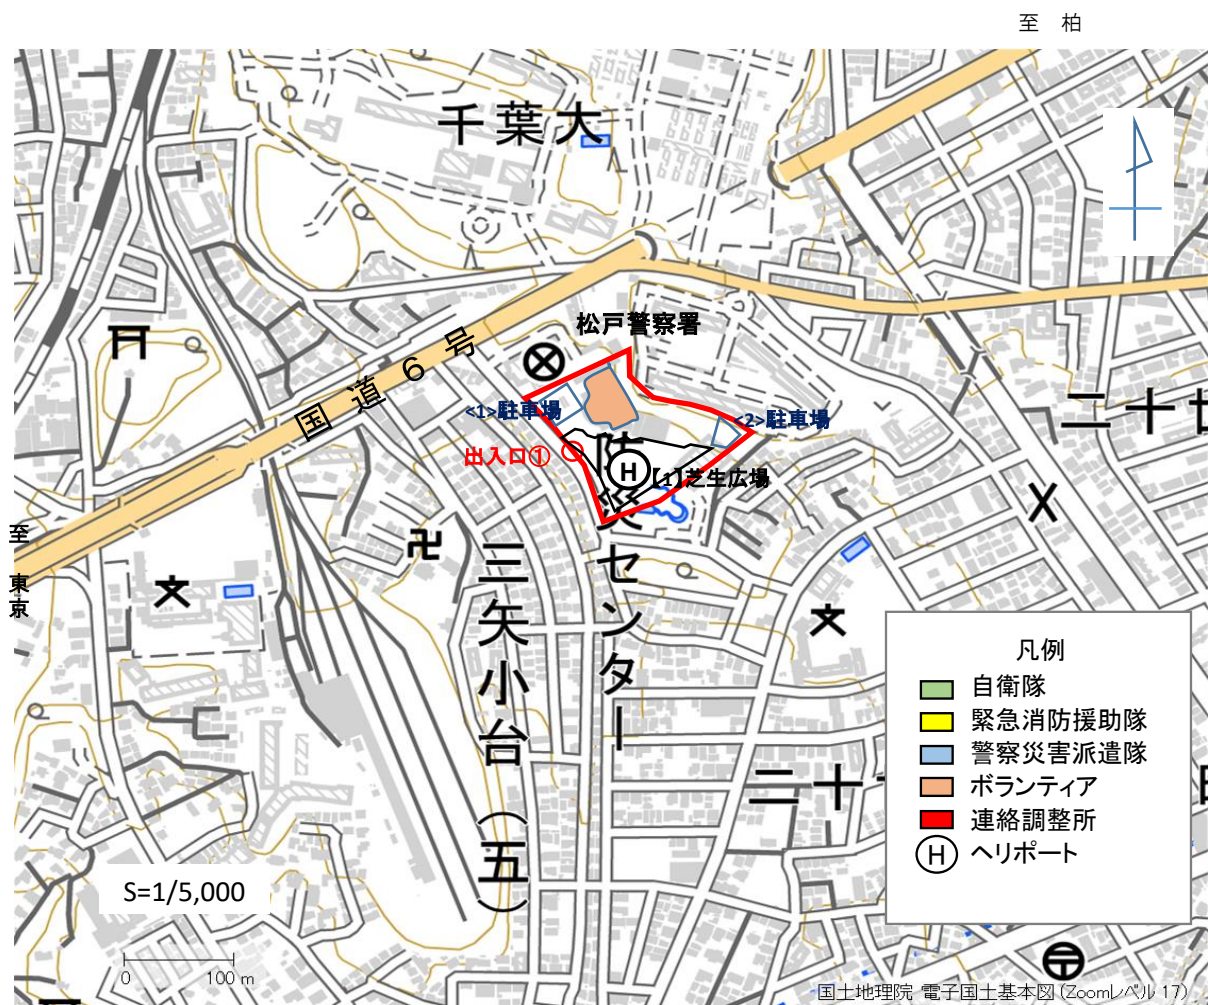 至 柏
千葉大
松戸警察署
国道6号
<1>駐車場
<2>駐車場
二十世
出入口①
H
【1】芝生広場
防災センター
至
東京
三矢小台(五)
二十
凡例
自衛隊
緊急消防援助隊
警察災害派遣隊
ボランティア
連絡調整所
H ヘリポート
S=1/5,000
0 100 m
国土地理院 電子国土基本図(Zoomレベル 17)